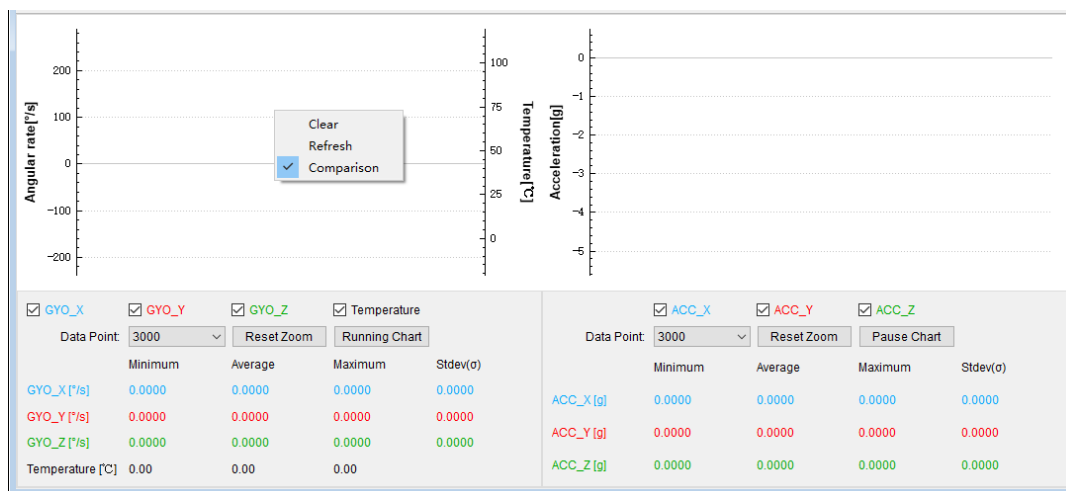 Angular rate[°/s]
200
100
0
−100
−200
Clear
Refresh
Comparison
100
75
50
25
0
Temperature[℃]
Acceleration[g]
0
−1
−2
−3
−4
−5
GYO_X GYO_Y GYO_Z Temperature
Data Point: 3000 Reset Zoom Running Chart
Minimum Average Maximum Stdev(σ)
GYO_X [°/s] 0.0000 0.0000 0.0000 0.0000
GYO_Y [°/s] 0.0000 0.0000 0.0000 0.0000
GYO_Z [°/s] 0.0000 0.0000 0.0000 0.0000
Temperature [℃] 0.00 0.00 0.00
ACC_X ACC_Y ACC_Z
Data Point: 3000 Reset Zoom Pause Chart
Minimum Average Maximum Stdev(σ)
ACC_X [g] 0.0000 0.0000 0.0000 0.0000
ACC_Y [g] 0.0000 0.0000 0.0000 0.0000
ACC_Z [g] 0.0000 0.0000 0.0000 0.0000